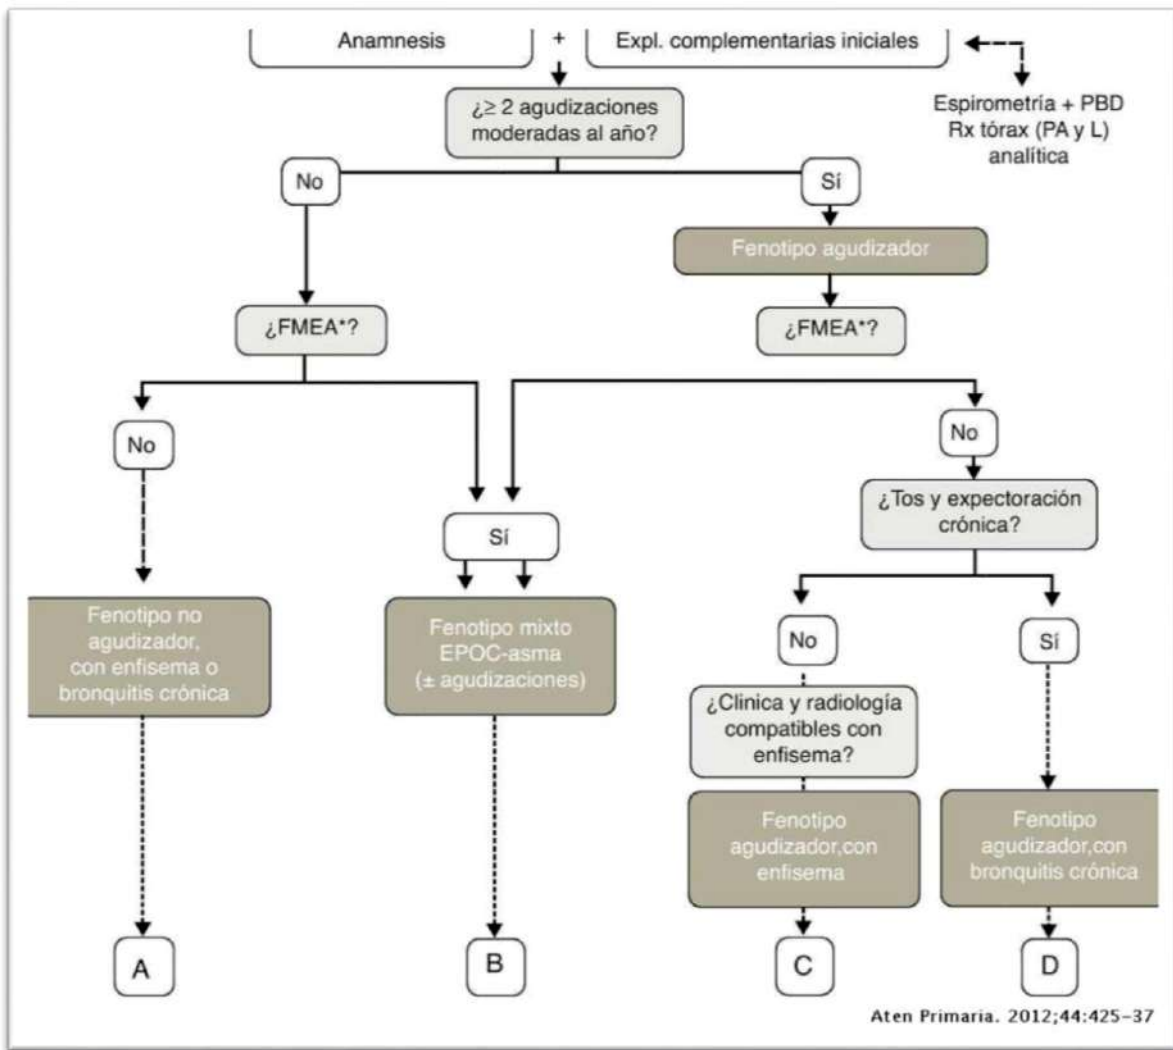 Anamnesis
+
Expl. complementarias iniciales
Espirometría + PBD
Rx tórax (PA y L)
analítica
¿≥ 2 agudizaciones
moderadas al año?
No
Sí
Fenotipo agudizador
¿FMEA*?
¿FMEA*?
No
No
¿Tos y expectoración
crónica?
Sí
No
Sí
Fenotipo no
agudizador,
con enfisema o
bronquitis crónica
Fenotipo mixto
EPOC-asma
(± agudizaciones)
¿Clinica y radiología
compatibles con
enfisema?
Fenotipo
agudizador,con
enfisema
Fenotipo
agudizador,con
bronquitis crónica
A
B
C
D
Aten Primaria. 2012;44:425–37